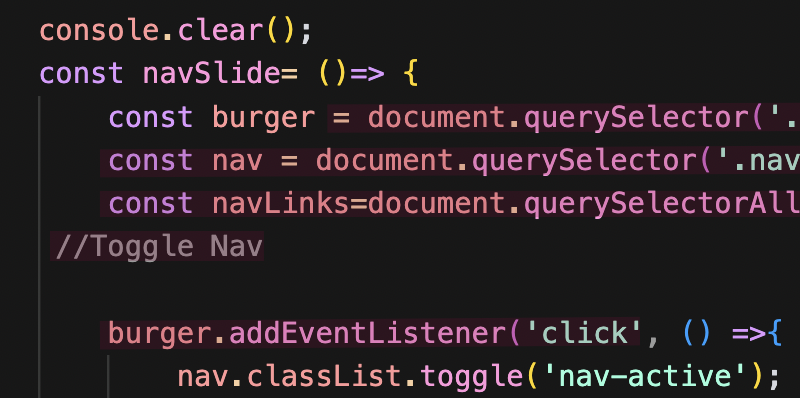 console.clear();
const navSlide= ()=> {
const burger = document.querySelector('.
const nav = document.querySelector('.nav
const navLinks=document.querySelectorAll
//Toggle Nav
burger.addEventListener('click', () =>{
nav.classList.toggle('nav-active');